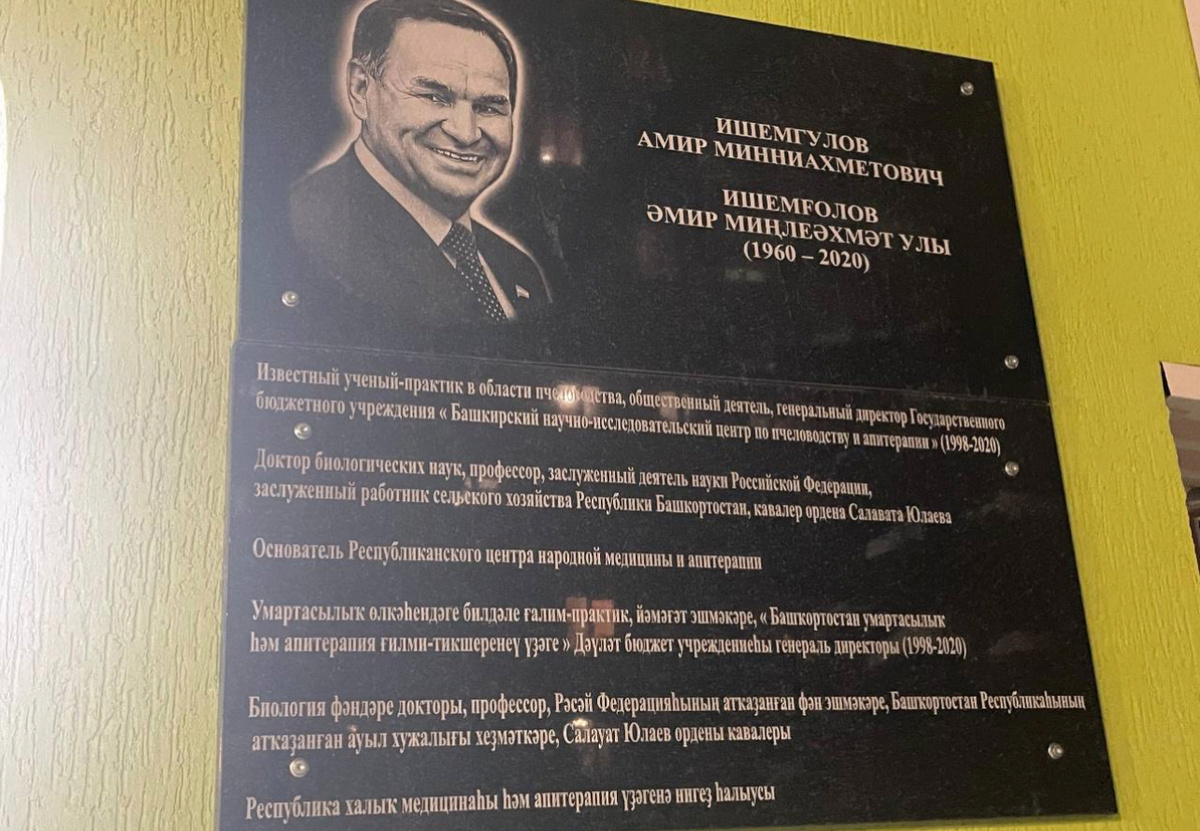 ИШЕМГУЛОВ
АМИР МИННИАХМЕТОВИЧ
ИШЕМҒОЛОВ
ӘМИР МИҢЛЕӘХМӘТ УЛЫ
(1960 – 2020)
Известный ученый-практик в области пчеловодства, общественный деятель, генеральный директор Государственного
бюджетного учреждения « Башкирский научно-исследовательский центр по пчеловодству и апитерапии » (1998-2020)
Доктор биологических наук, профессор, заслуженный деятель науки Российской Федерации,
заслуженный работник сельского хозяйства Республики Башкортостан, кавалер ордена Салавата Юлаева
Основатель Республиканского центра народной медицины и апитерапии
Умартасылыҡ өлкәһендәге билдәле ғалим-практик, йәмәғәт эшмәкәре, « Башкортостан умартасылыҡ
һәм апитерапия ғилми-тикшеренеү үҙәге » Дәүләт бюджет учреждениеһы генераль директоры (1998-2020)
Биология фәндәре докторы, профессор, Рәсәй Федерацияһының атҡаҙанған фән эшмәкәре, Башҡортостан Республикаһының
атҡаҙанған ауыл хужалығы хеҙмәткәре, Салауат Юлаев ордены кавалеры
Республика халыҡ медицинаһы һәм апитерапия үҙәгенә нигеҙ һалыусы